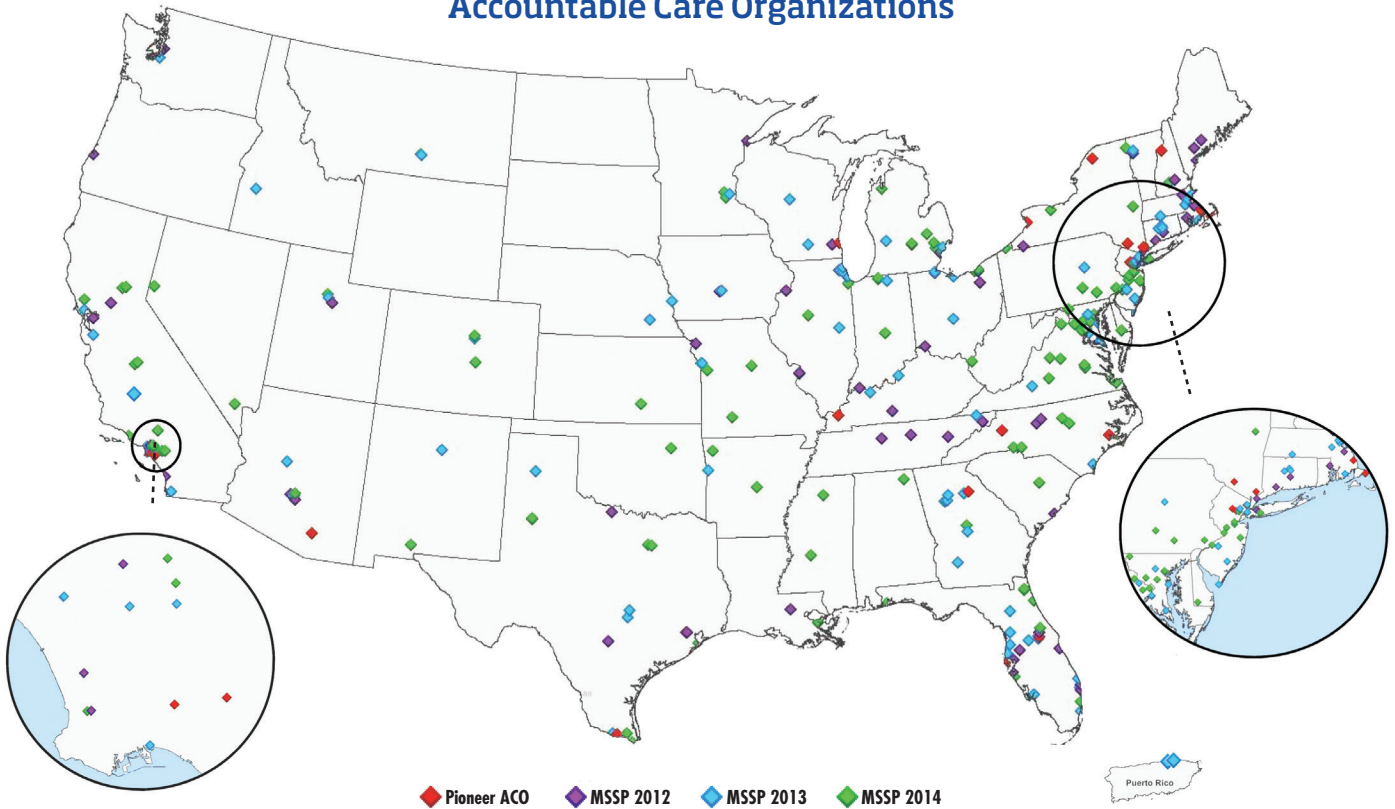 Accountable Care Organizations
Puerto Rico
Pioneer ACO MSSP 2012 MSSP 2013 MSSP 2014